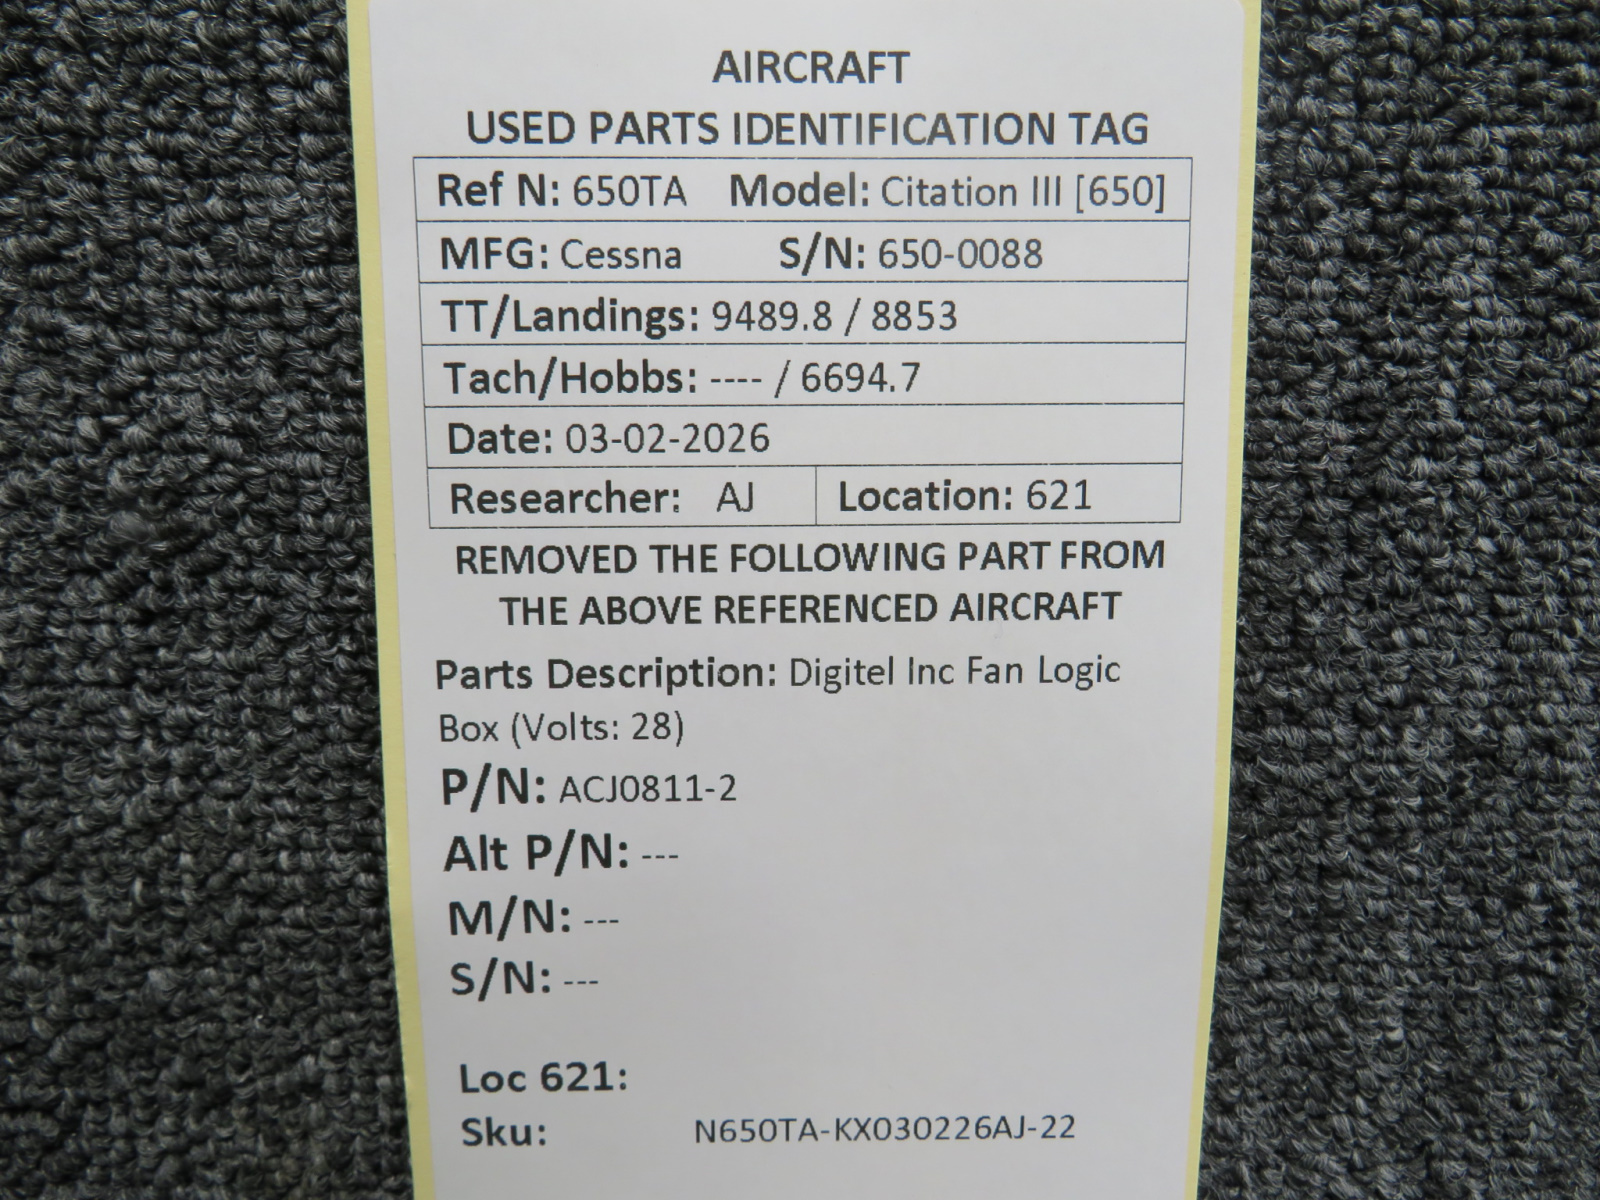 AIRCRAFT
USED PARTS IDENTIFICATION TAG
Ref N: 650TA Model: Citation III [650]
MFG: Cessna S/N: 650-0088
TT/Landings: 9489.8 / 8853
Tach/Hobbs: ---- / 6694.7
Date: 03-02-2026
Researcher: AJ Location: 621
REMOVED THE FOLLOWING PART FROM
THE ABOVE REFERENCED AIRCRAFT
Parts Description: Digitel Inc Fan Logic
Box (Volts: 28)
P/N: ACJ0811-2
Alt P/N: ---
M/N: ---
S/N: ---
Loc 621:
Sku: N650TA-KX030226AJ-22